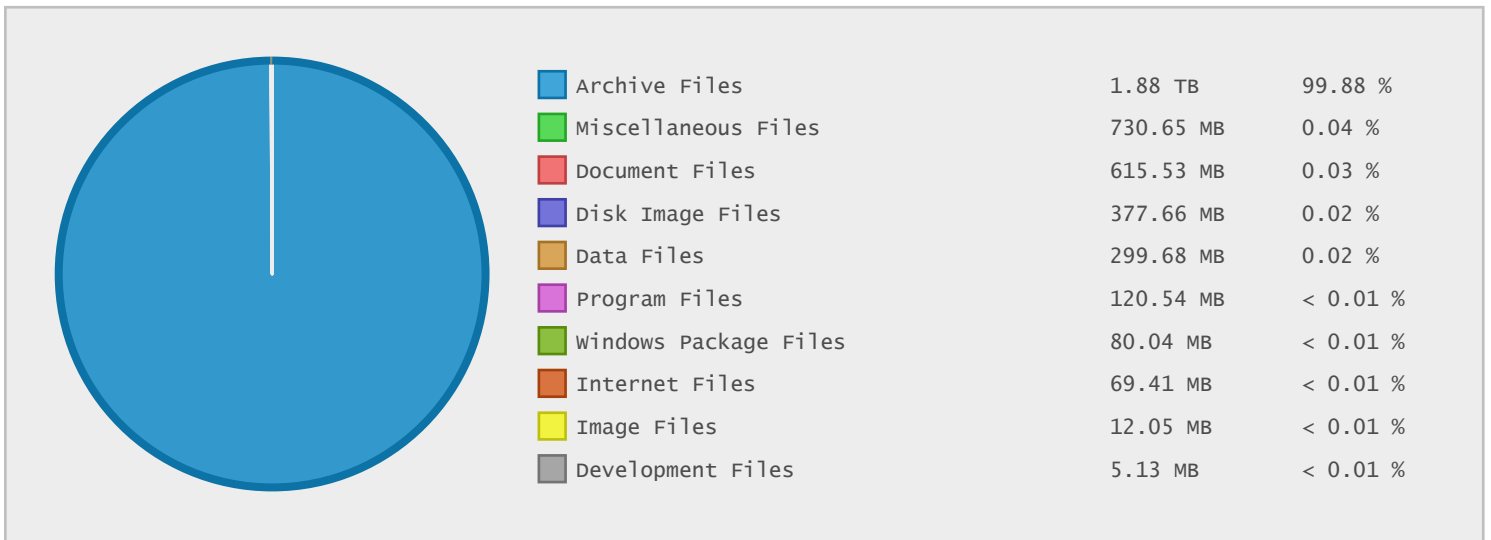 Archive Files 1.88 TB 99.88 %
Miscellaneous Files 730.65 MB 0.04 %
Document Files 615.53 MB 0.03 %
Disk Image Files 377.66 MB 0.02 %
Data Files 299.68 MB 0.02 %
Program Files 120.54 MB < 0.01 %
Windows Package Files 80.04 MB < 0.01 %
Internet Files 69.41 MB < 0.01 %
Image Files 12.05 MB < 0.01 %
Development Files 5.13 MB < 0.01 %